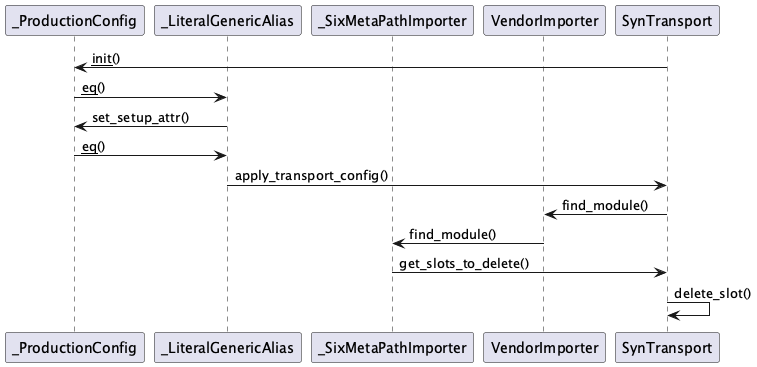 _ProductionConfig _LiteralGenericAlias _SixMetaPathImporter VendorImporter SynTransport
init()
eq()
set_setup_attr()
eq()
apply_transport_config()
find_module()
find_module()
get_slots_to_delete()
delete_slot()
_ProductionConfig _LiteralGenericAlias _SixMetaPathImporter VendorImporter SynTransport